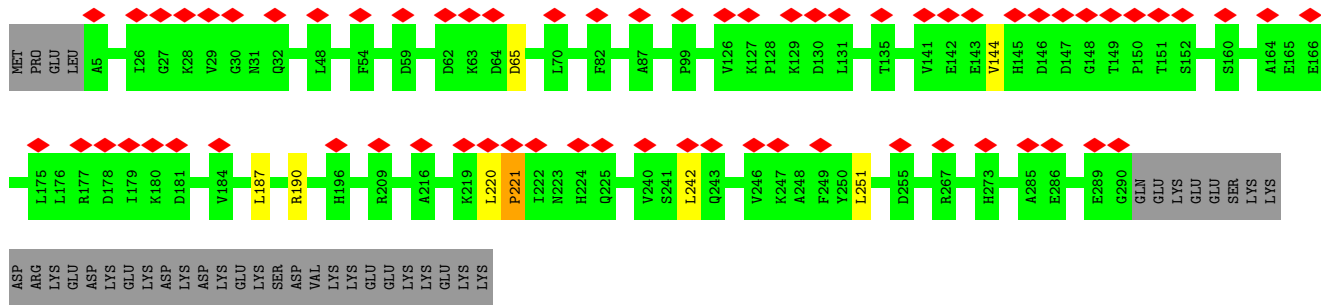 MET PRO GLU LEU A5 I26 G27 K28 V29 G30 N31 Q32 L48 F54 D59 D62 K63 D64 D65 L70 F82 A87 P99 V126 K127 P128 K129 D130 L131 T135 V141 E142 E143 V144 H145 D146 D147 G148 T149 P150 T151 S152 S160 A164 E165 E166
L175 L176 R177 D178 I179 K180 D181 V184 L187 R190 H196 R209 A216 K219 L220 P221 I222 N223 H224 Q225 V240 S241 L242 Q243 V246 K247 A248 F249 Y250 L251 D255 R267 H273 A285 E286 E289 G290 GLN GLU LYS GLU GLU SER LYS LYS
ASP ARG LYS GLU ASP LYS GLU LYS ASP LYS ASP LYS GLU LYS SER ASP VAL LYS LYS GLU GLU LYS LYS GLU LYS LYS